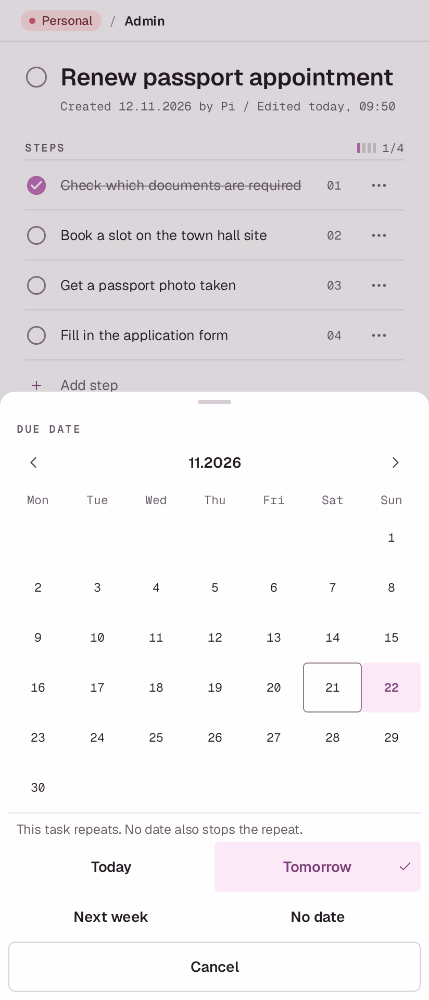 Personal / Admin
Renew passport appointment
Created 12.11.2026 by Pi / Edited today, 09:50
STEPS 1/4
Check which documents are required 01
Book a slot on the town hall site 02
Get a passport photo taken 03
Fill in the application form 04
+ Add step
DUE DATE
11.2026
Mon Tue Wed Thu Fri Sat Sun
1
2 3 4 5 6 7 8
9 10 11 12 13 14 15
16 17 18 19 20 21 22
23 24 25 26 27 28 29
30
This task repeats. No date also stops the repeat.
Today Tomorrow
Next week No date
Cancel